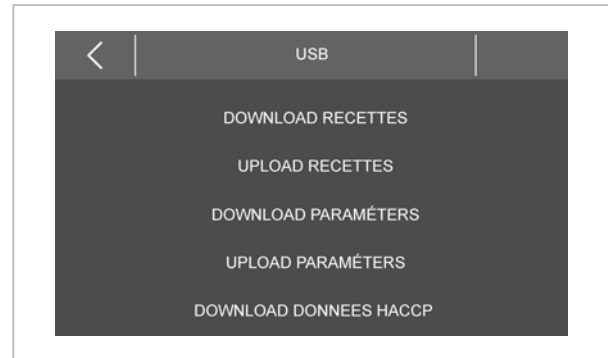 USB
DOWNLOAD RECETTES
UPLOAD RECETTES
DOWNLOAD PARAMÉTERS
UPLOAD PARAMÉTERS
DOWNLOAD DONNEES HACCP